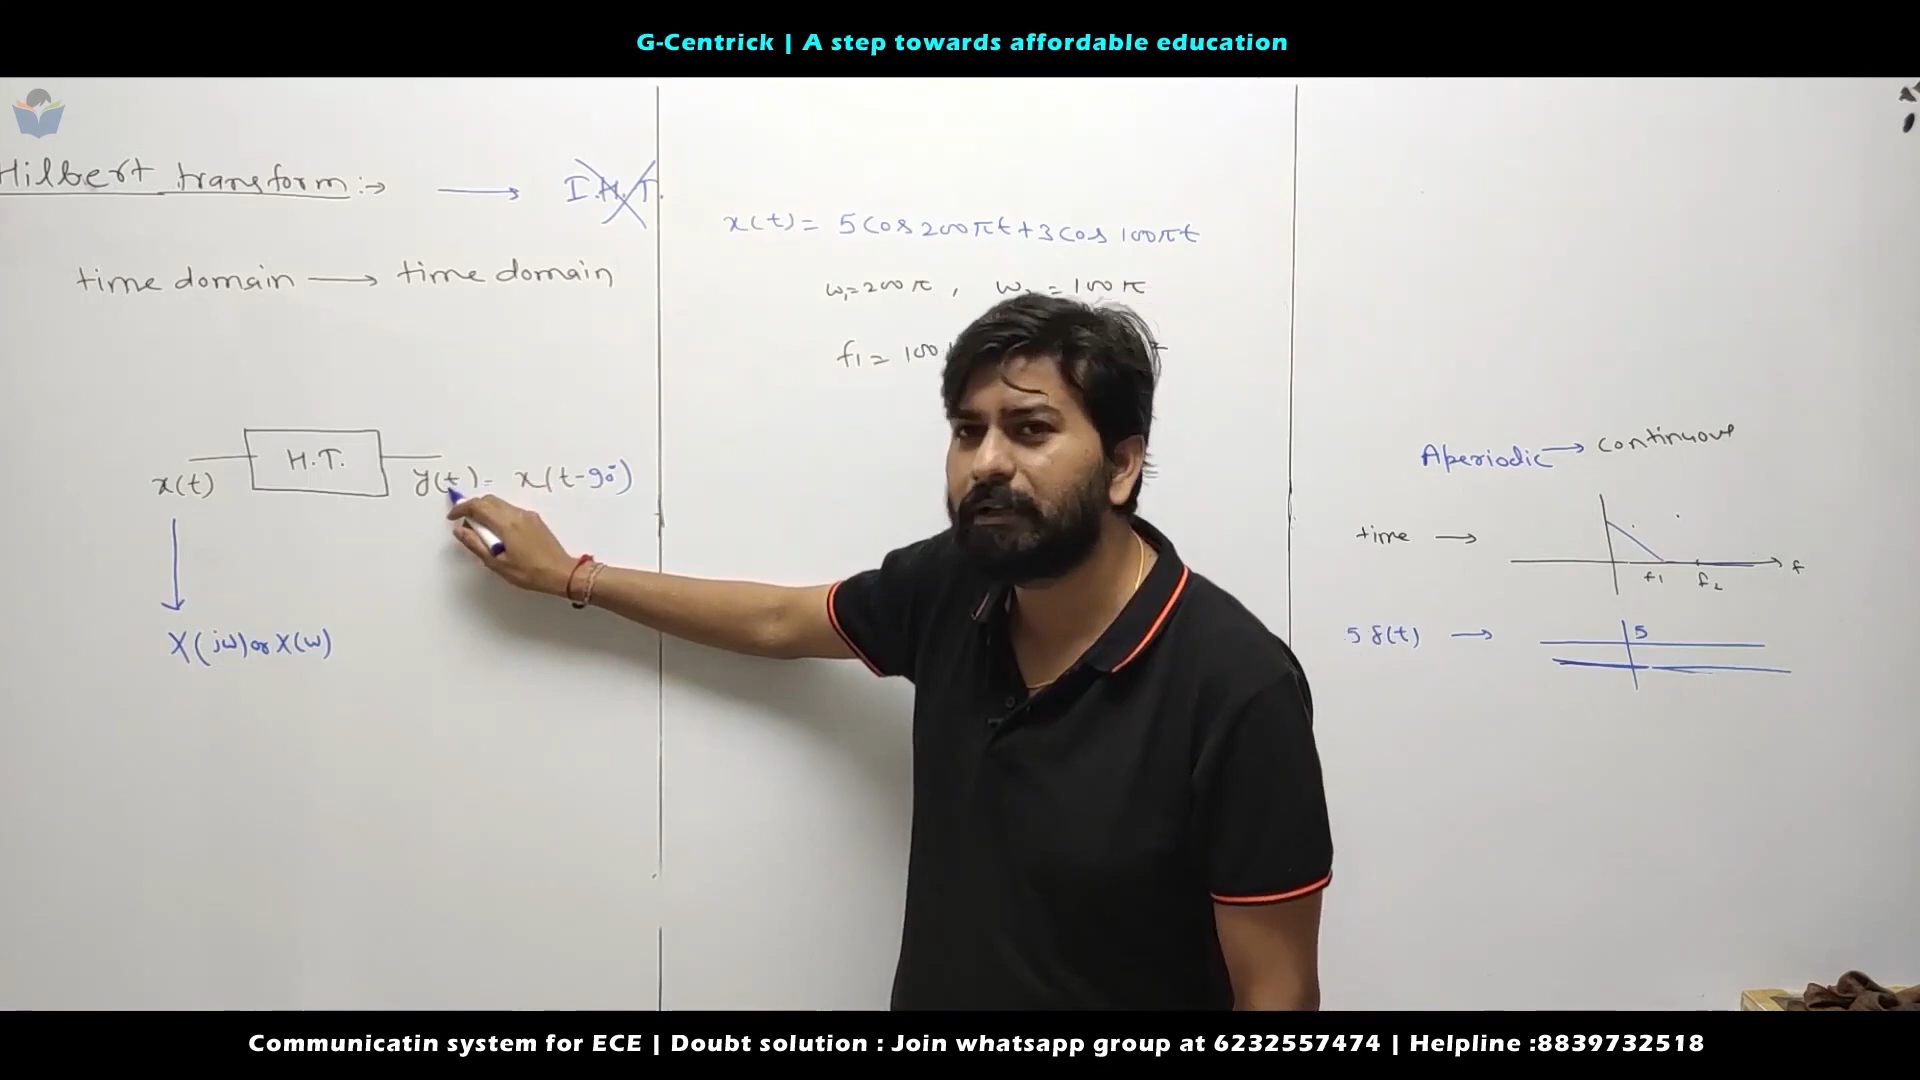 G-Centrick | A step towards affordable education
Hilbert transform :→ → I.H.T.
time domain → time domain
H.T.
x(t) y(t) = x(t-90°)
X(jω) or X(ω)
x(t) = 5 cos 200πt + 3 cos 100πt
ω₁=200π , ω₂ = 100π
f₁ = 100
Aperiodic → continuous
time → f
f₁ f₂
5 δ(t) → 5
Communicatin system for ECE | Doubt solution : Join whatsapp group at 6232557474 | Helpline :8839732518